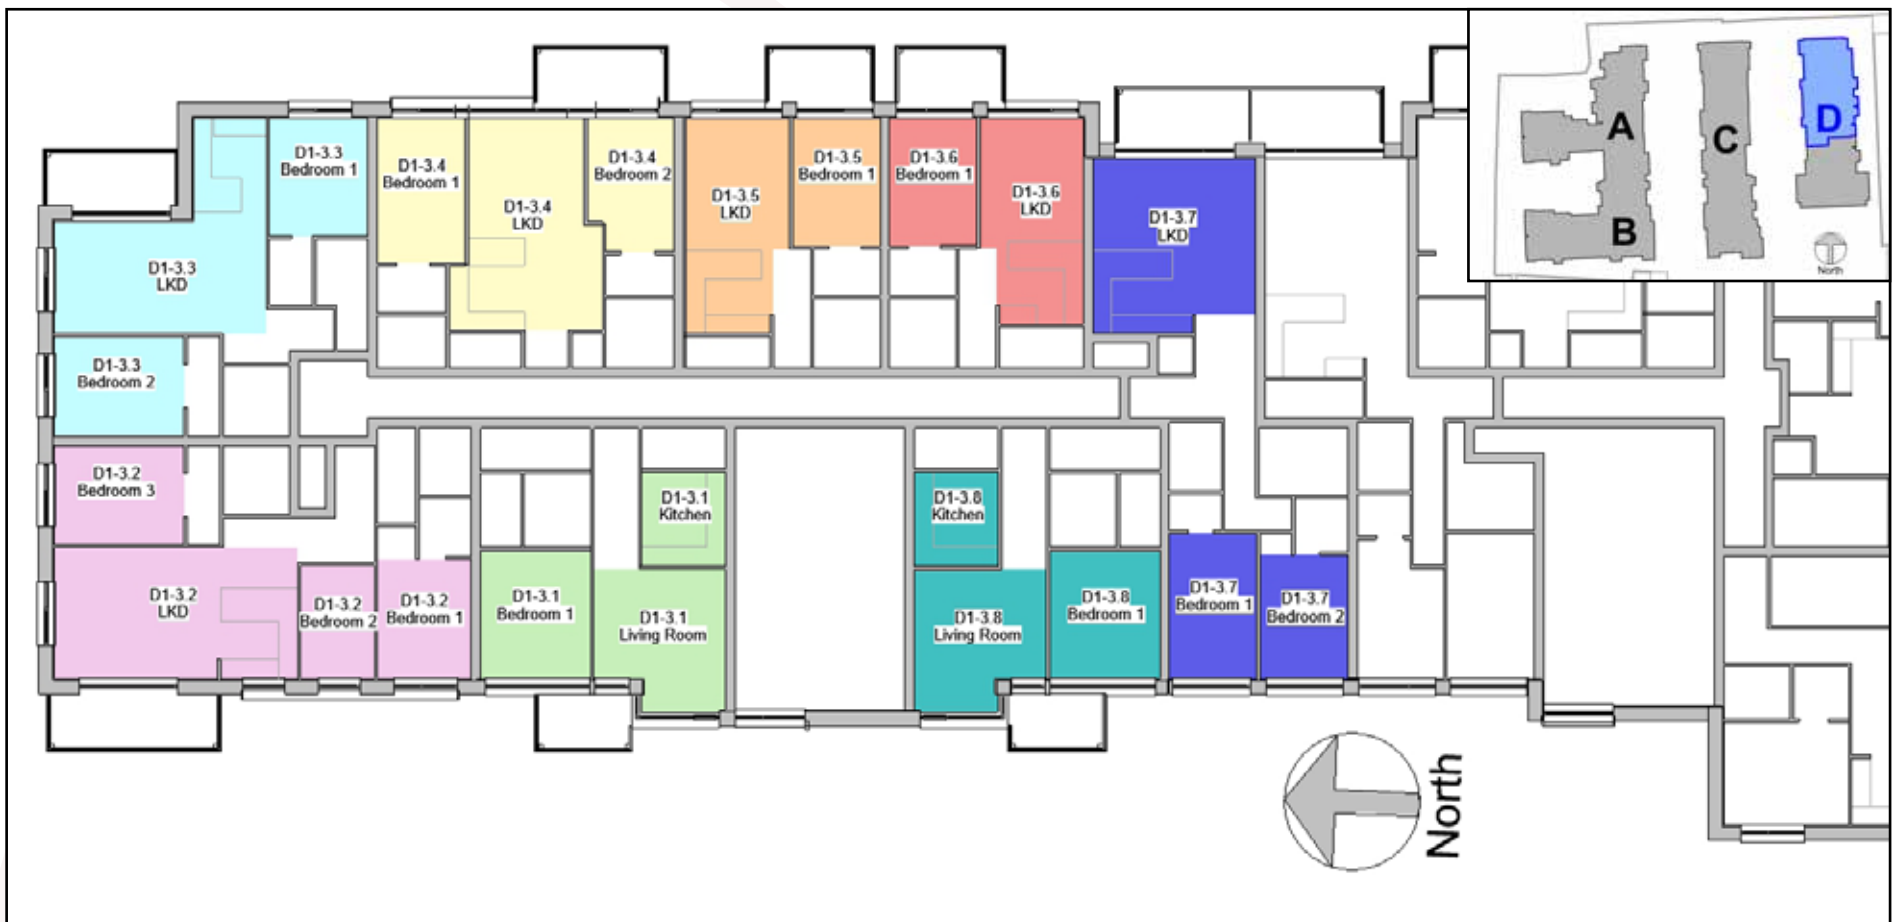 D1-3.3
Bedroom 1
D1-3.4
Bedroom 1
D1-3.4
LKD
D1-3.4
Bedroom 2
D1-3.5
LKD
D1-3.5
Bedroom 1
D1-3.6
Bedroom 1
D1-3.6
LKD
D1-3.7
LKD
D1-3.3
LKD
D1-3.3
Bedroom 2
D1-3.2
Bedroom 3
D1-3.2
LKD
D1-3.2
Bedroom 2
D1-3.2
Bedroom 1
D1-3.1
Bedroom 1
D1-3.1
Kitchen
D1-3.1
Living Room
D1-3.8
Kitchen
D1-3.8
Living Room
D1-3.8
Bedroom 1
D1-3.7
Bedroom 1
D1-3.7
Bedroom 2
North
A
B
C
D
North